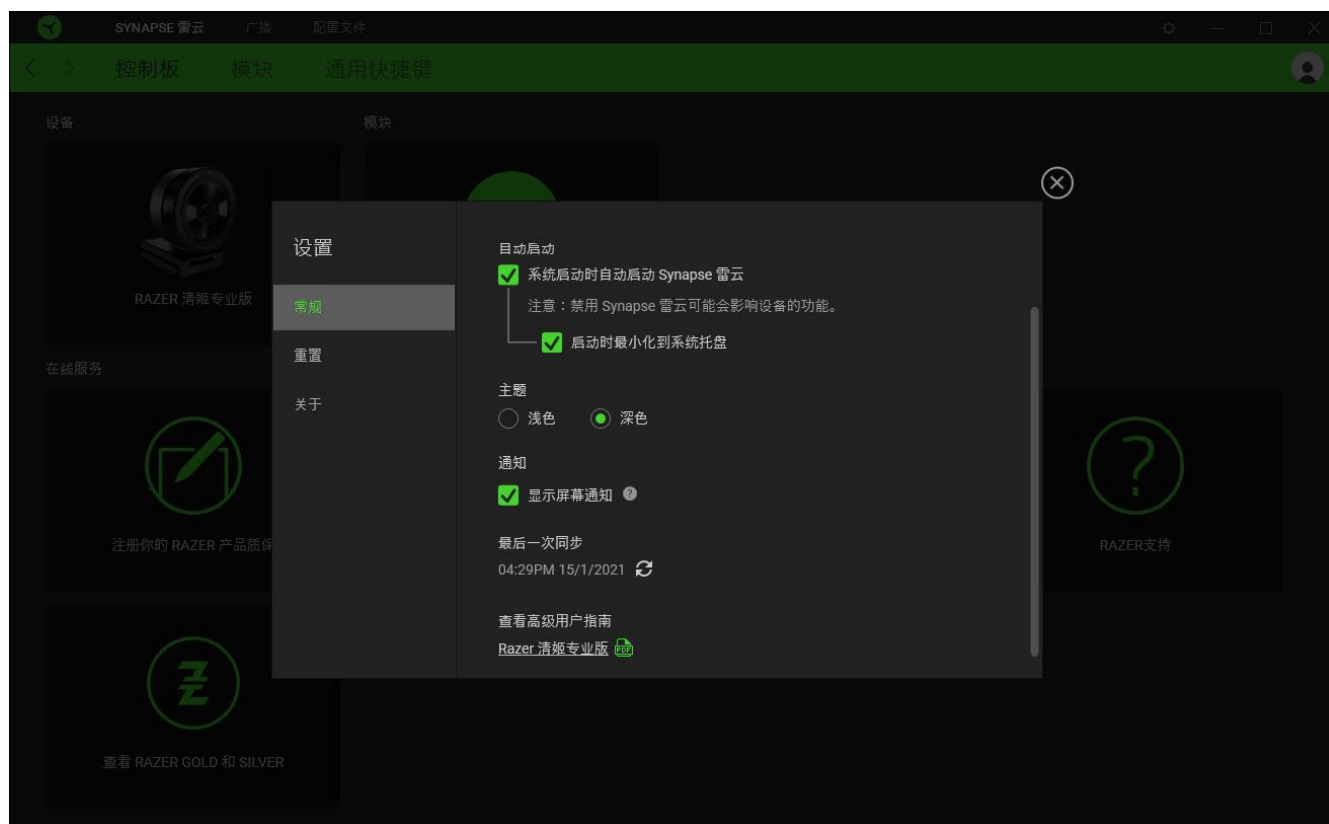 SYNAPSE 雷云
广播
配置文件
控制板
模块
通用快捷键
设备
模块
RAZER 清姬专业版
在线服务
注册你的 RAZER 产品质保
RAZER支持
查看 RAZER GOLD 和 SILVER
设置
常规
重置
关于
自动启动
系统启动时自动启动 Synapse 雷云
注意：禁用 Synapse 雷云可能会影响设备的功能。
启动时最小化到系统托盘
主题
浅色
深色
通知
显示屏幕通知
最后一次同步
04:29PM 15/1/2021
查看高级用户指南
Razer 清姬专业版
PDF